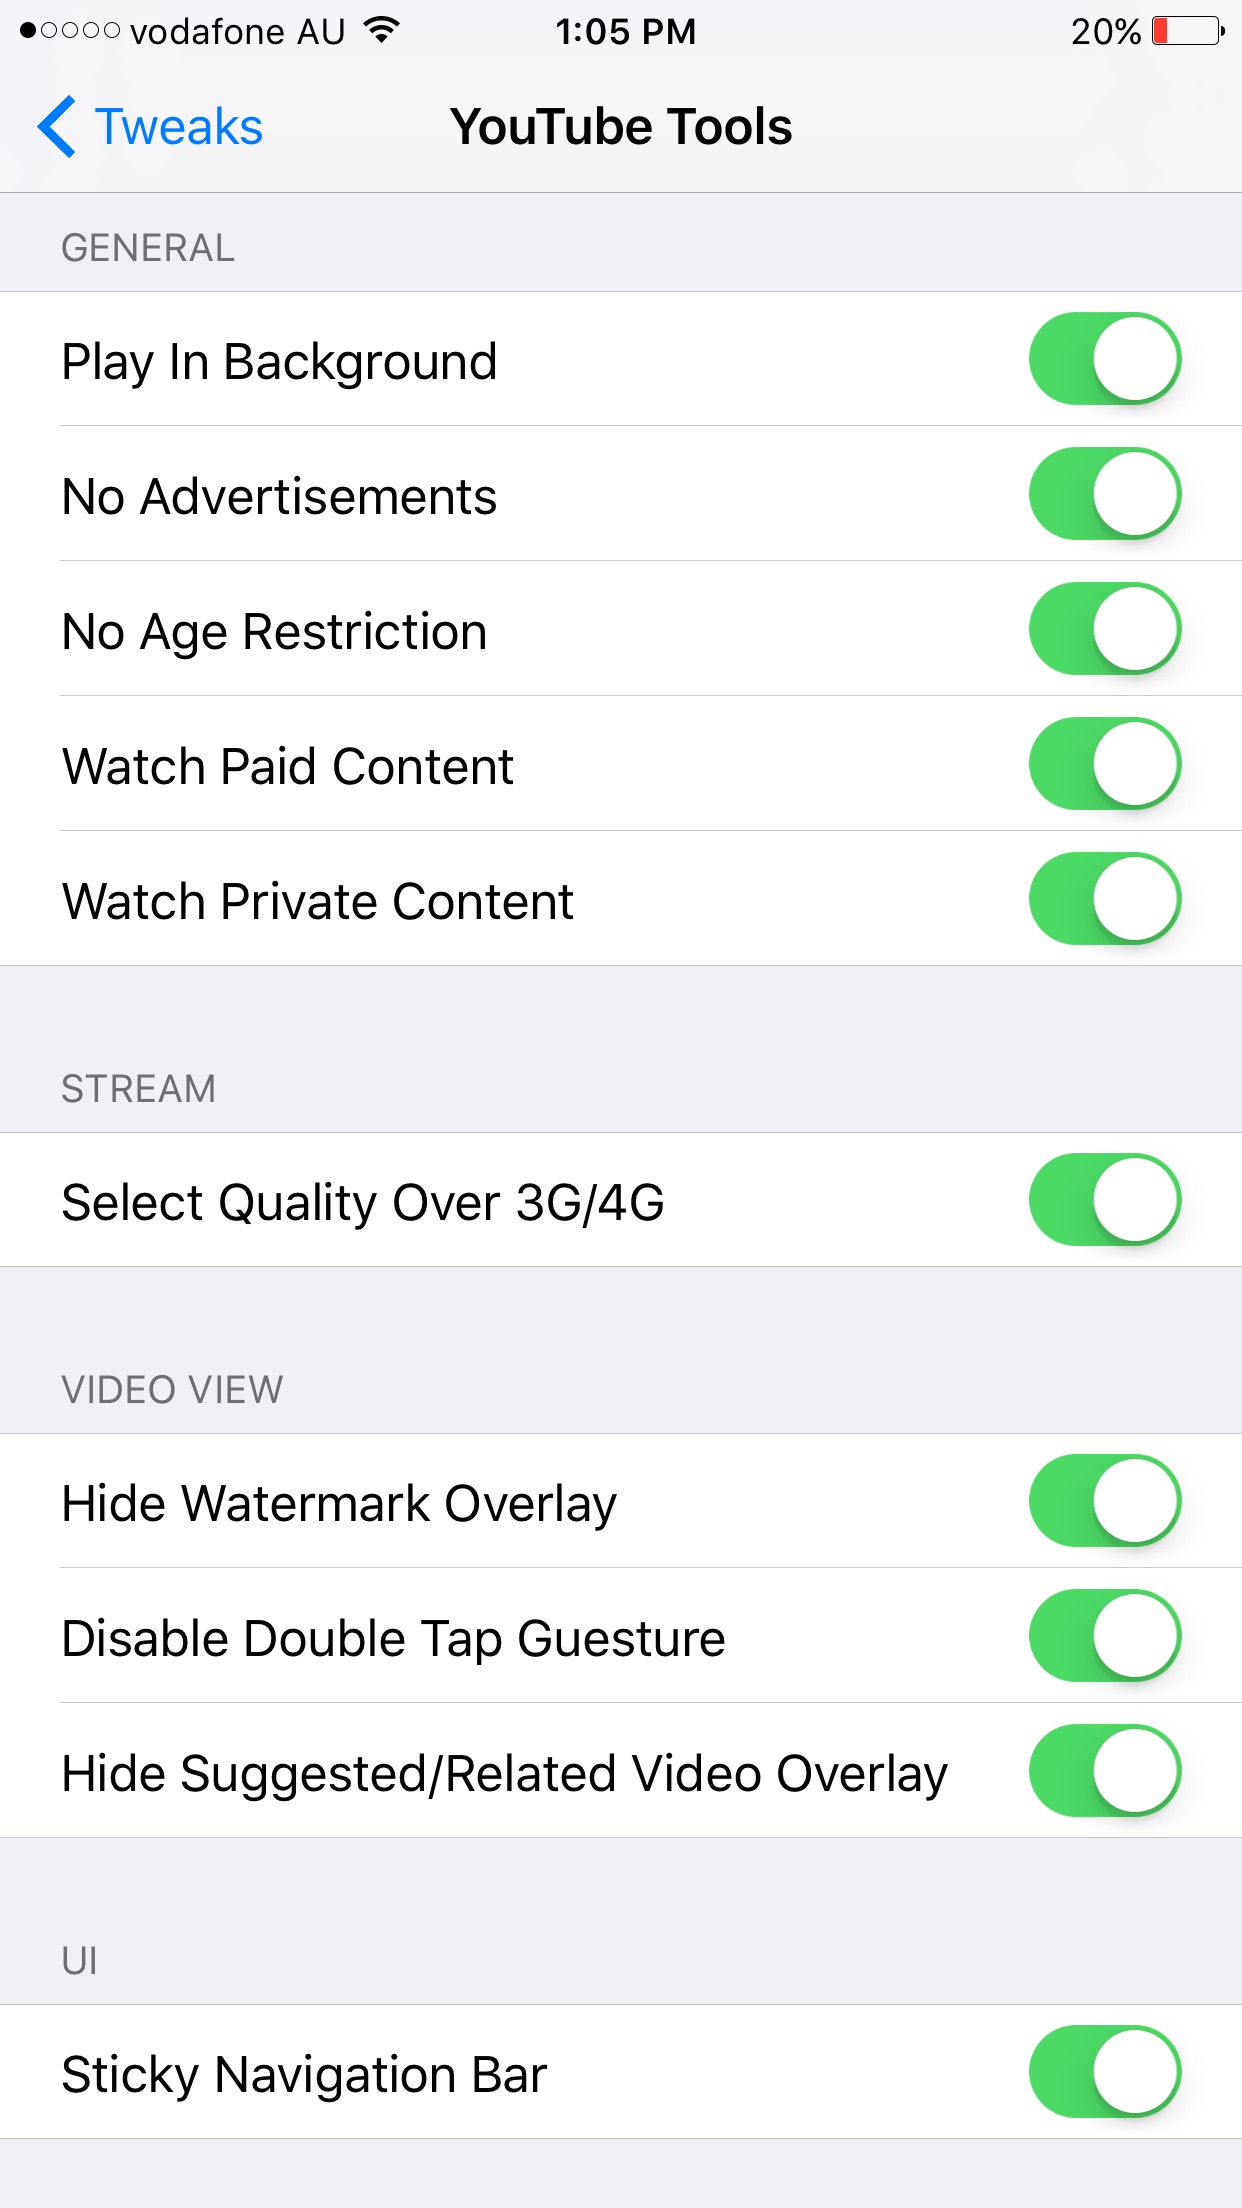 vodafone AU 1:05 PM 20%
Tweaks YouTube Tools
GENERAL
Play In Background
No Advertisements
No Age Restriction
Watch Paid Content
Watch Private Content
STREAM
Select Quality Over 3G/4G
VIDEO VIEW
Hide Watermark Overlay
Disable Double Tap Guesture
Hide Suggested/Related Video Overlay
UI
Sticky Navigation Bar